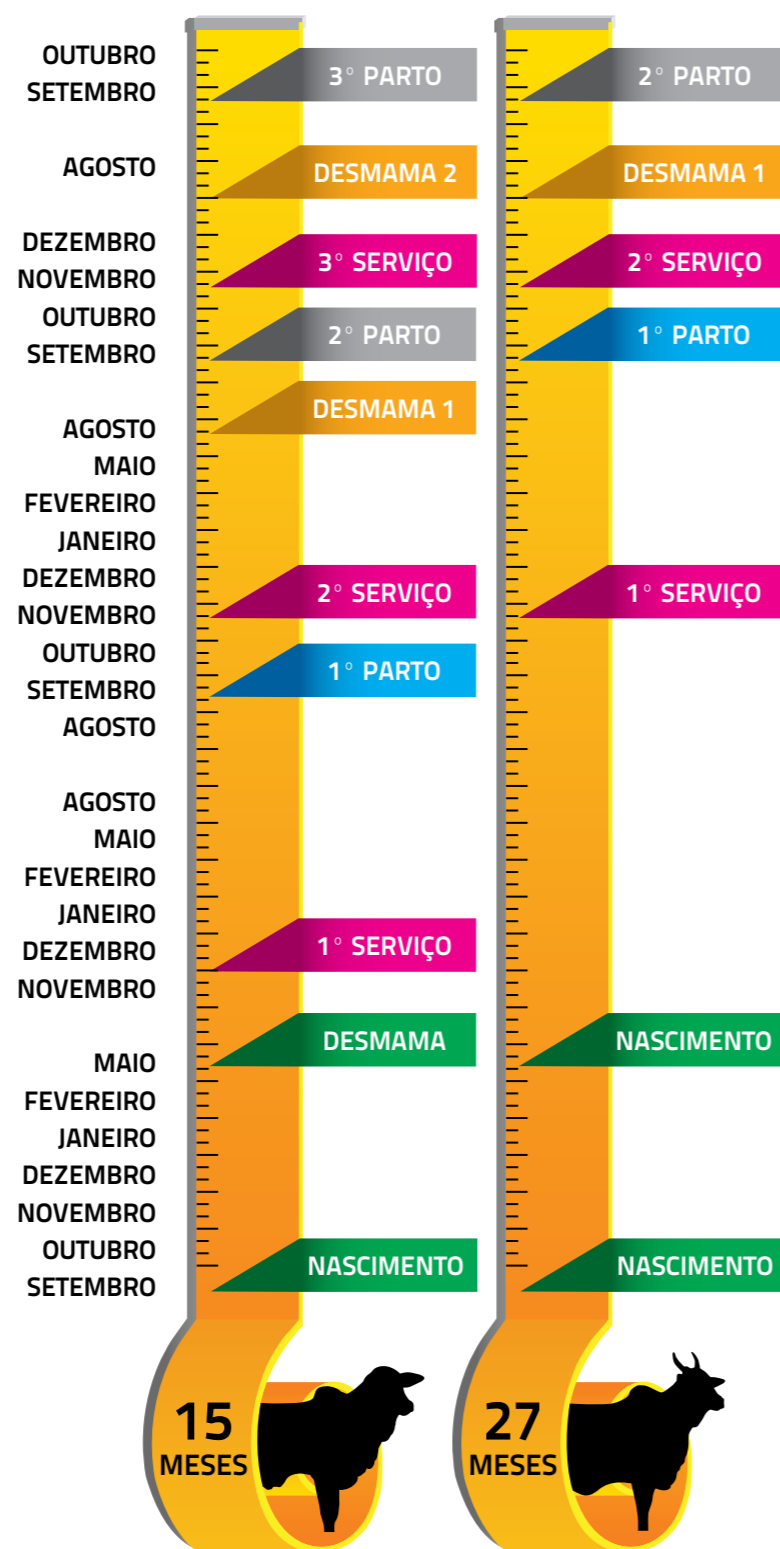 OUTUBRO
SETEMBRO
AGOSTO
DEZEMBRO
NOVEMBRO
OUTUBRO
SETEMBRO
AGOSTO
MAIO
FEVEREIRO
JANEIRO
DEZEMBRO
NOVEMBRO
OUTUBRO
SETEMBRO
AGOSTO
AGOSTO
MAIO
FEVEREIRO
JANEIRO
DEZEMBRO
NOVEMBRO
MAIO
FEVEREIRO
JANEIRO
DEZEMBRO
NOVEMBRO
OUTUBRO
SETEMBRO
3° PARTO
DESMAMA 2
3° SERVIÇO
2° PARTO
DESMAMA 1
2° SERVIÇO
1° PARTO
1° SERVIÇO
DESMAMA
NASCIMENTO
15
MESES
2° PARTO
DESMAMA 1
2° SERVIÇO
1° PARTO
1° SERVIÇO
NASCIMENTO
NASCIMENTO
27
MESES